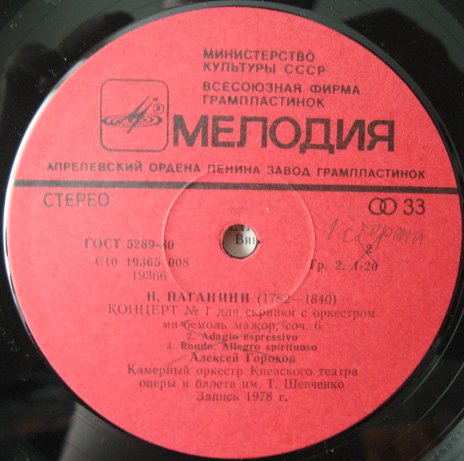 МИНИСТЕРСТВО
КУЛЬТУРЫ СССР
ВСЕСОЮЗНАЯ ФИРМА
ГРАМПЛАСТИНОК
®
МЕЛОДИЯ
АПРЕЛЕВСКИЙ ОРДЕНА ЛЕНИНА ЗАВОД ГРАМПЛАСТИНОК
СТЕРЕО
33
ГОСТ 5289-80
2
С10 19365 008
Гр. 2. А-20
19366
Н. ПАГАНИНИ (1782—1840)
КОНЦЕРТ № 1 для скрипки с оркестром
ми-бемоль мажор, соч. 6
2. Adagio espressivo
3. Rondo. Allegro spirituoso
Алексей Горохов
Камерный оркестр Киевского театра
оперы и балета им. Т. Шевченко
Запись 1978 г.